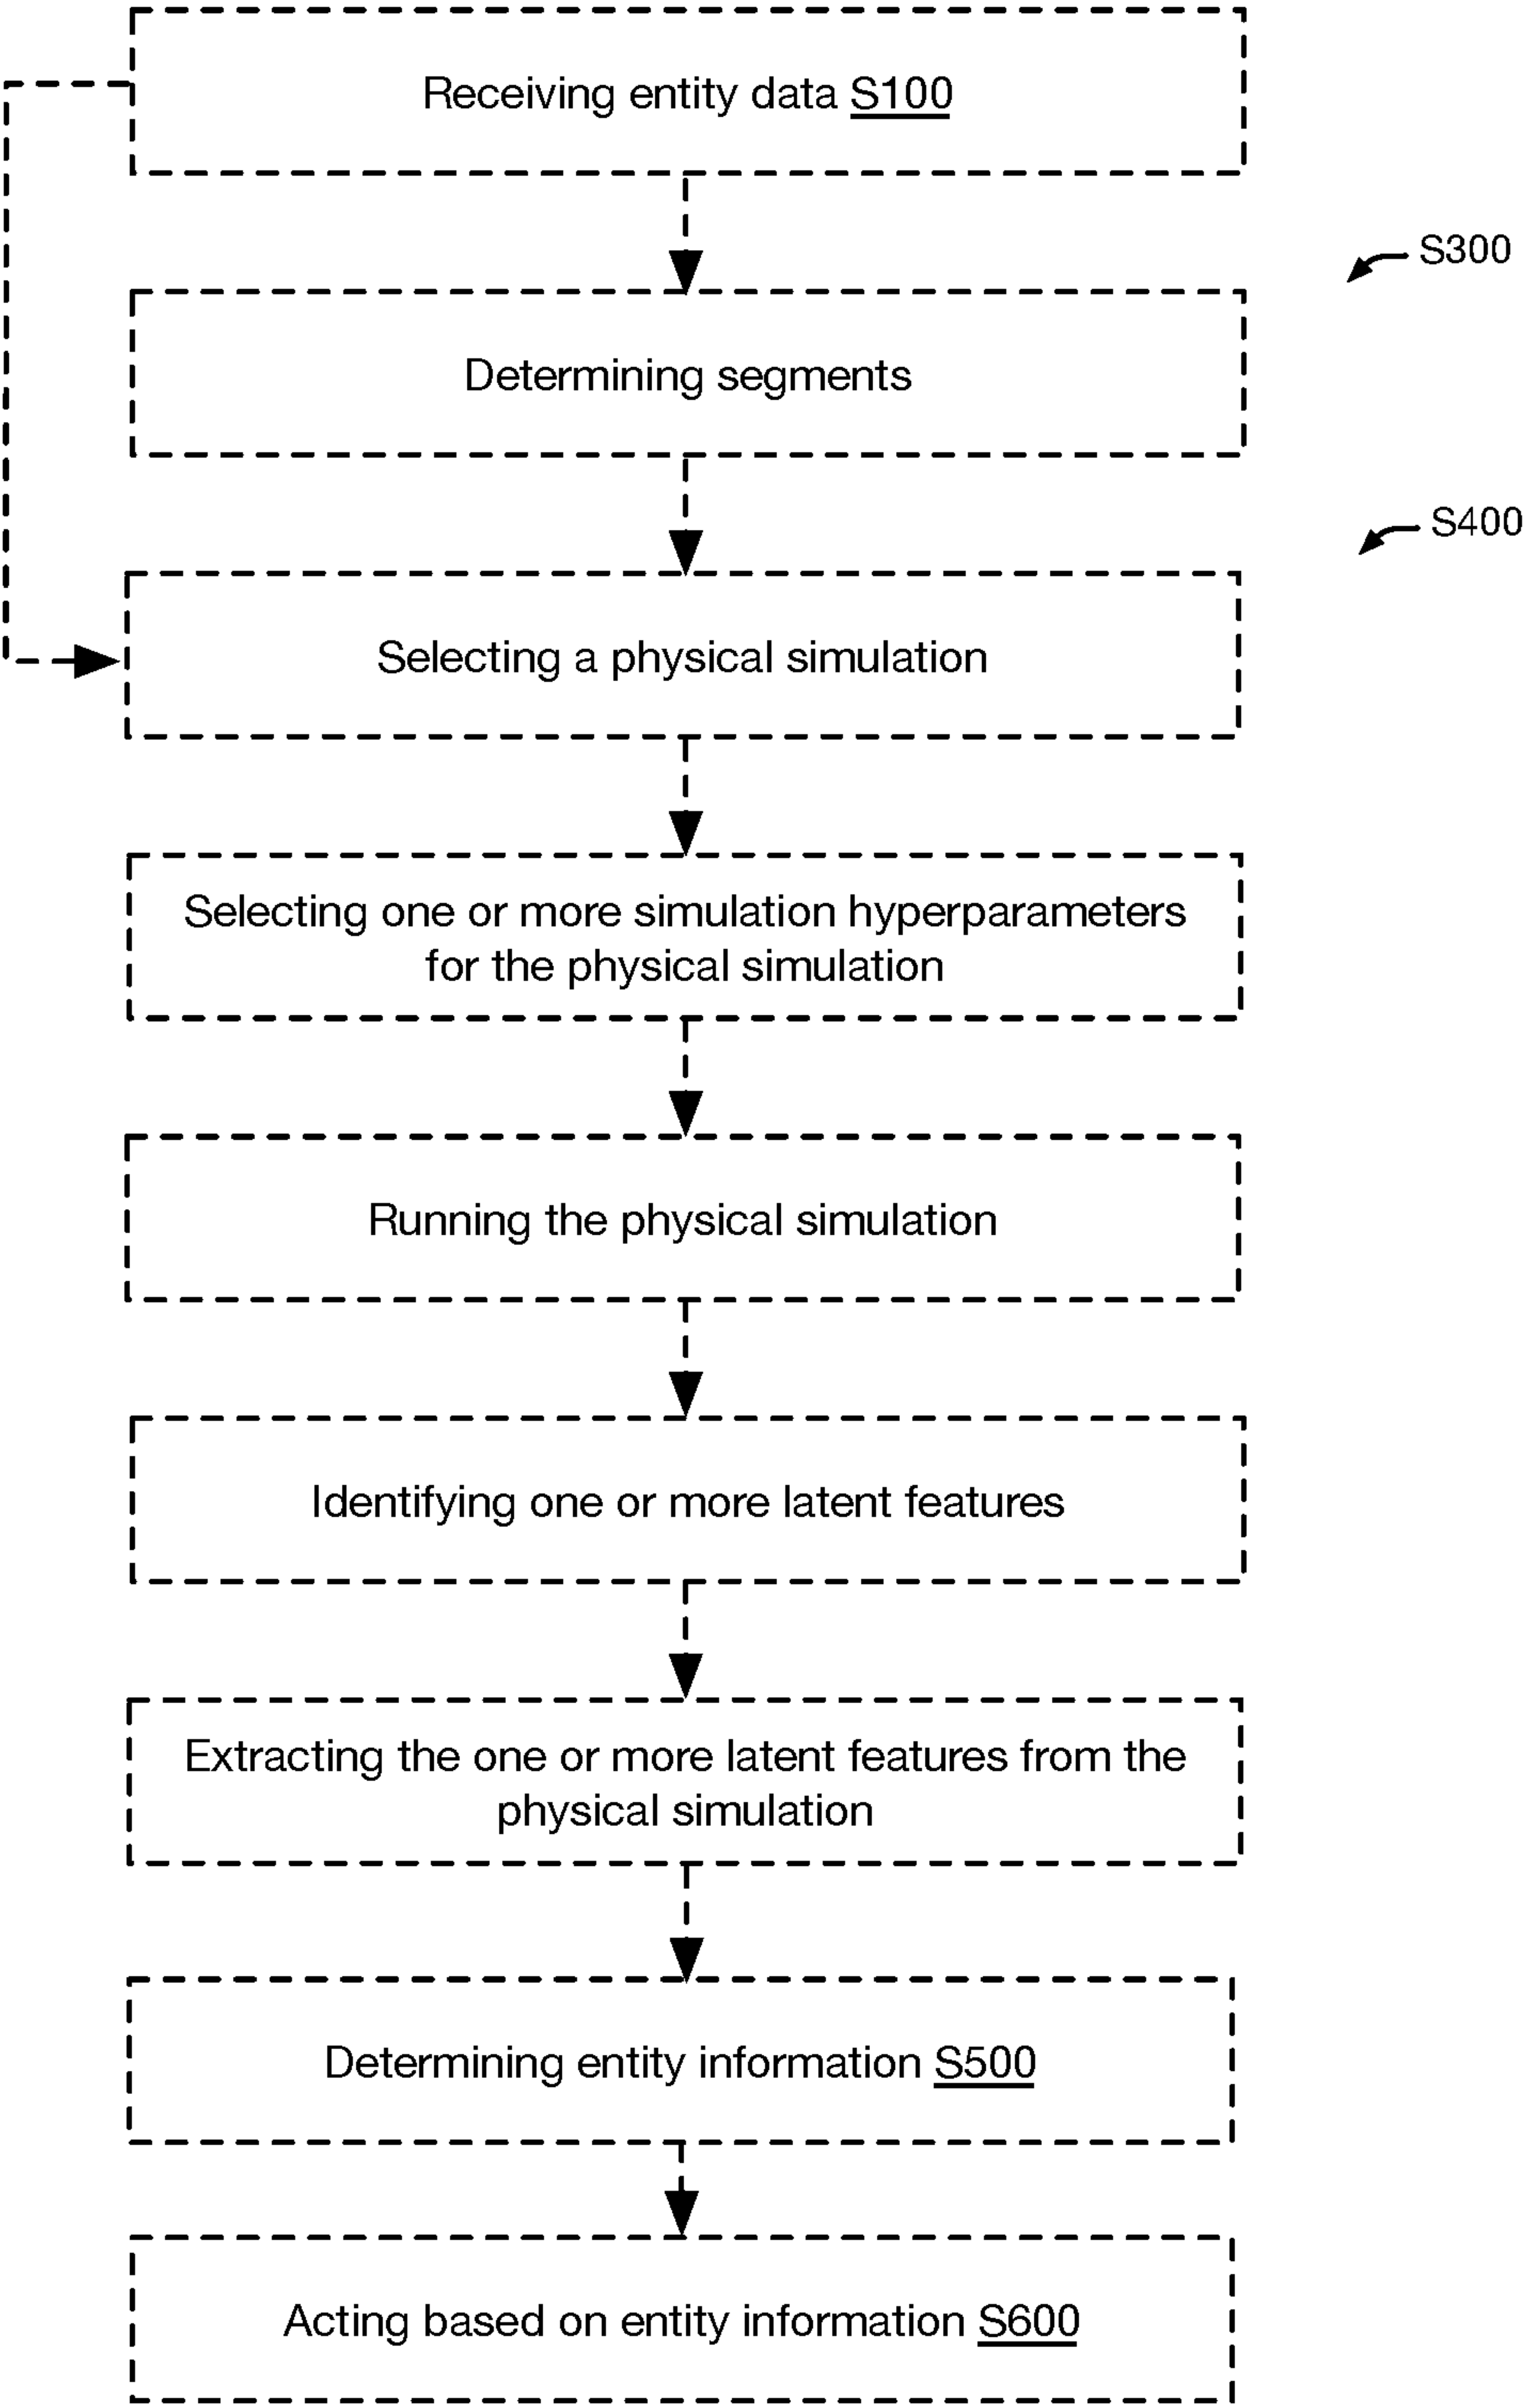 Receiving entity data S100
S300
Determining segments
S400
Selecting a physical simulation
Selecting one or more simulation hyperparameters
for the physical simulation
Running the physical simulation
Identifying one or more latent features
Extracting the one or more latent features from the
physical simulation
Determining entity information S500
Acting based on entity information S600